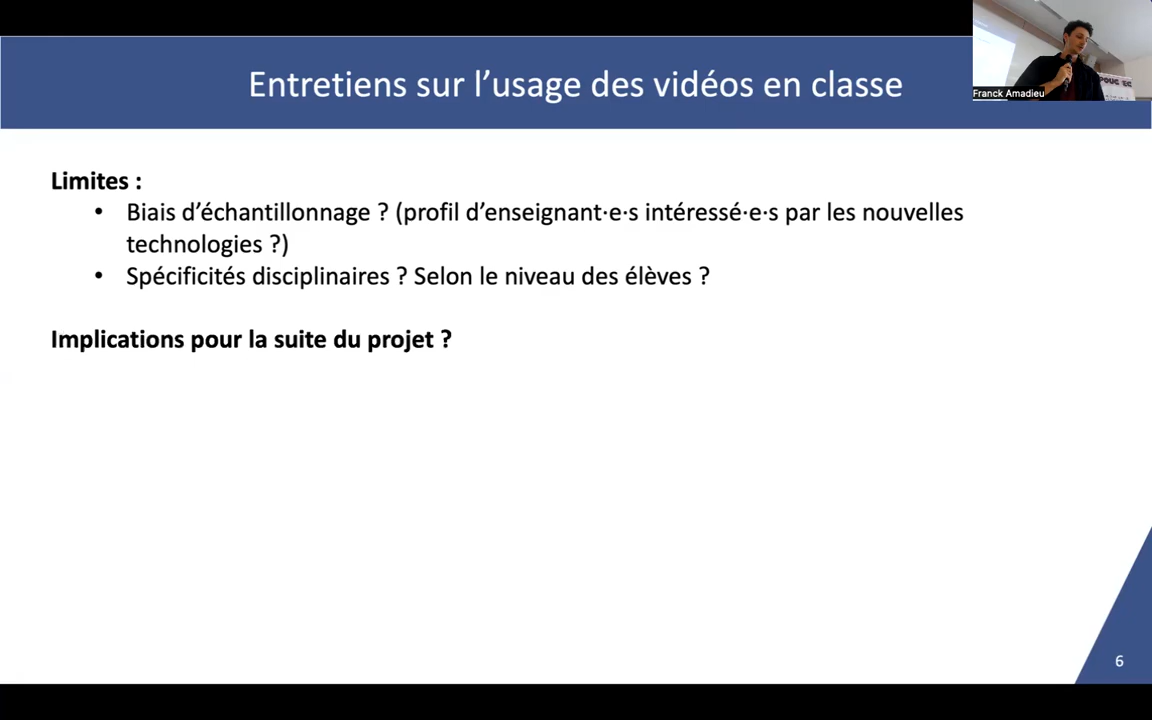 Entretiens sur l'usage des vidéos en classe
Franck Amadieu
Limites :
• Biais d'échantillonnage ? (profil d'enseignant·e·s intéressé·e·s par les nouvelles
technologies ?)
• Spécificités disciplinaires ? Selon le niveau des élèves ?
Implications pour la suite du projet ?
6